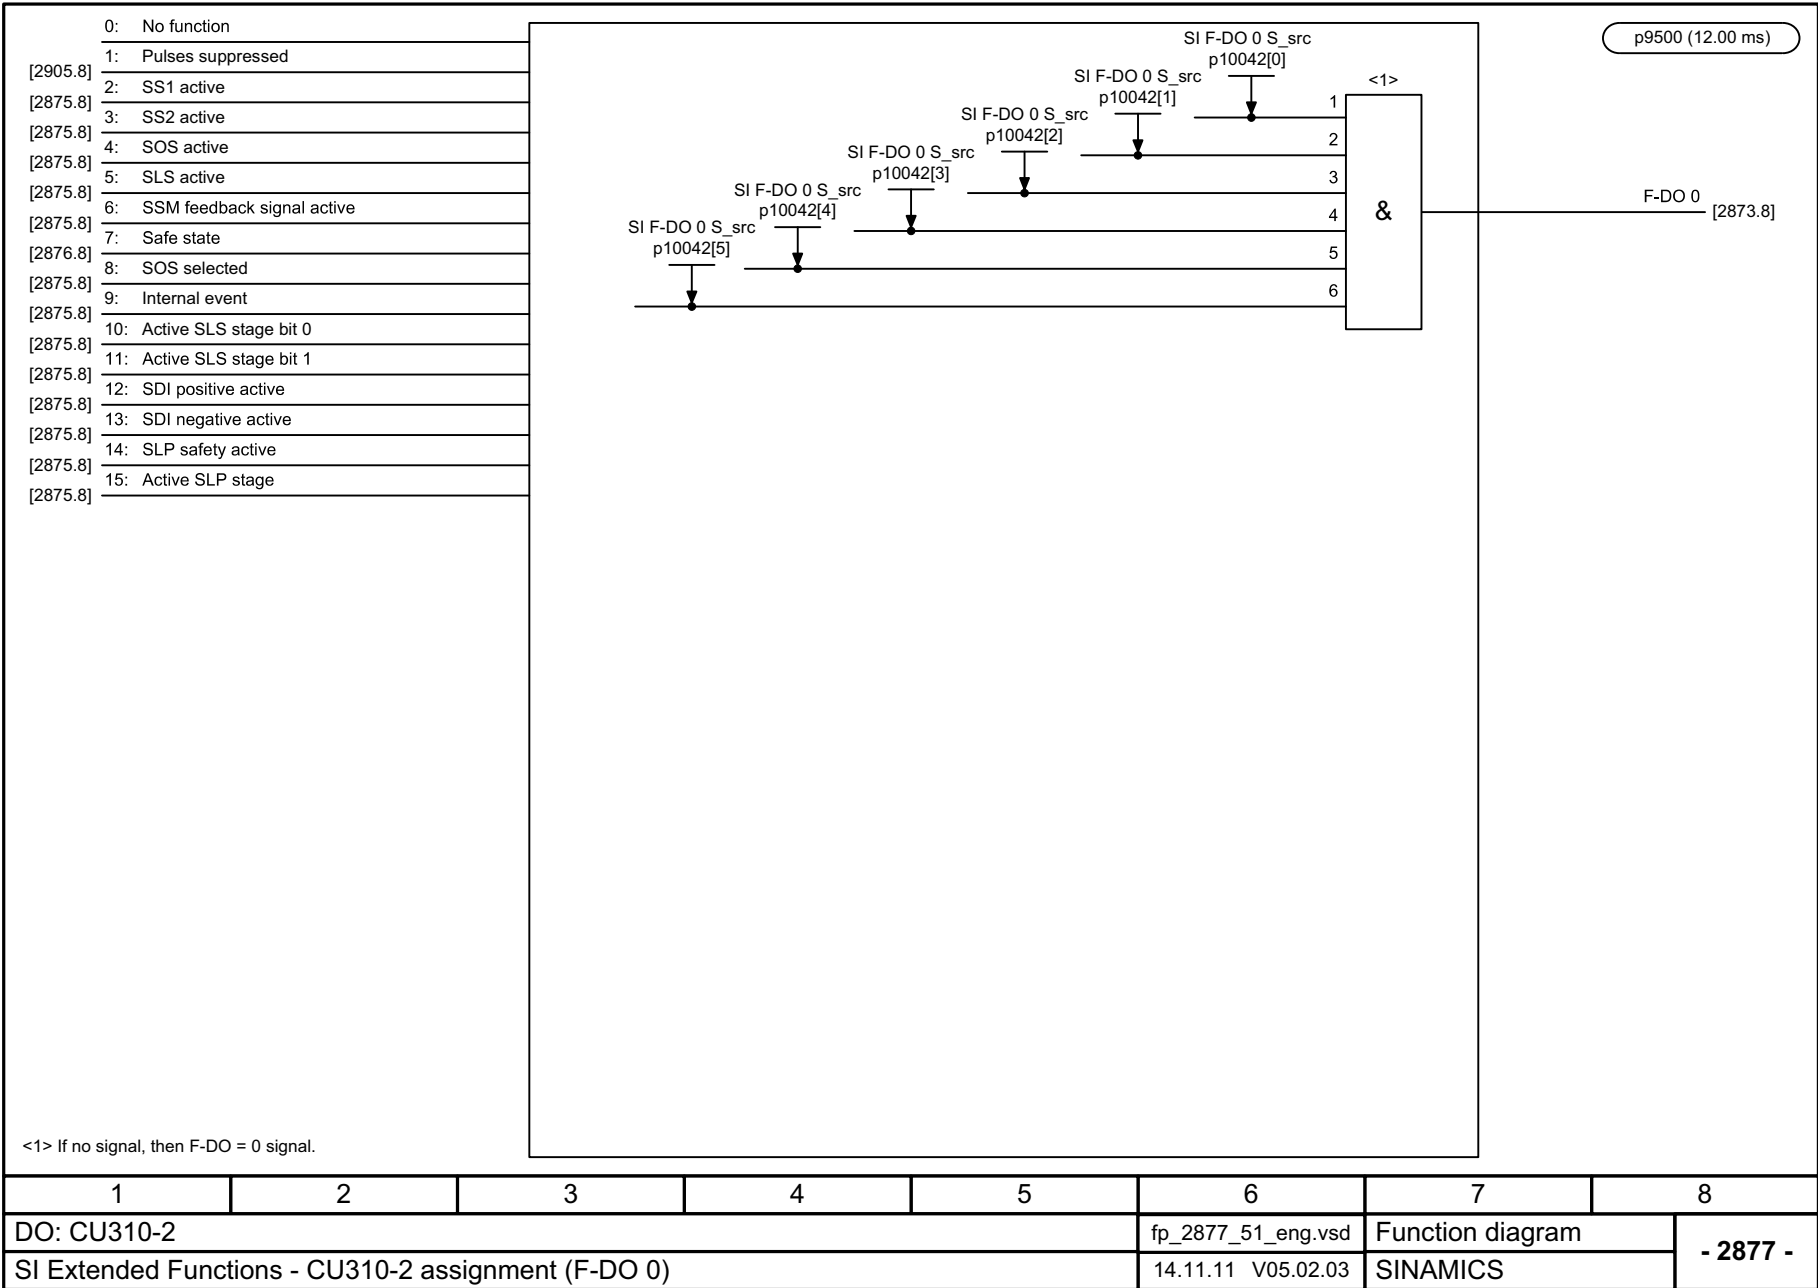 0: No function
1: Pulses suppressed
[2905.8]
2: SS1 active
[2875.8]
3: SS2 active
[2875.8]
4: SOS active
[2875.8]
5: SLS active
[2875.8]
6: SSM feedback signal active
[2875.8]
7: Safe state
[2876.8]
8: SOS selected
[2875.8]
9: Internal event
[2875.8]
10: Active SLS stage bit 0
[2875.8]
11: Active SLS stage bit 1
[2875.8]
12: SDI positive active
[2875.8]
13: SDI negative active
[2875.8]
14: SLP safety active
[2875.8]
15: Active SLP stage
[2875.8]
SI F-DO 0 S_src
p10042[0]
SI F-DO 0 S_src
p10042[1]
SI F-DO 0 S_src
p10042[2]
SI F-DO 0 S_src
p10042[3]
SI F-DO 0 S_src
p10042[4]
SI F-DO 0 S_src
p10042[5]
<1>
1
2
3
4
5
6
&
p9500 (12.00 ms)
F-DO 0 [2873.8]
<1> If no signal, then F-DO = 0 signal.
1 2 3 4 5 6 7 8
DO: CU310-2 fp_2877_51_eng.vsd Function diagram
- 2877 -
SI Extended Functions - CU310-2 assignment (F-DO 0) 14.11.11 V05.02.03 SINAMICS